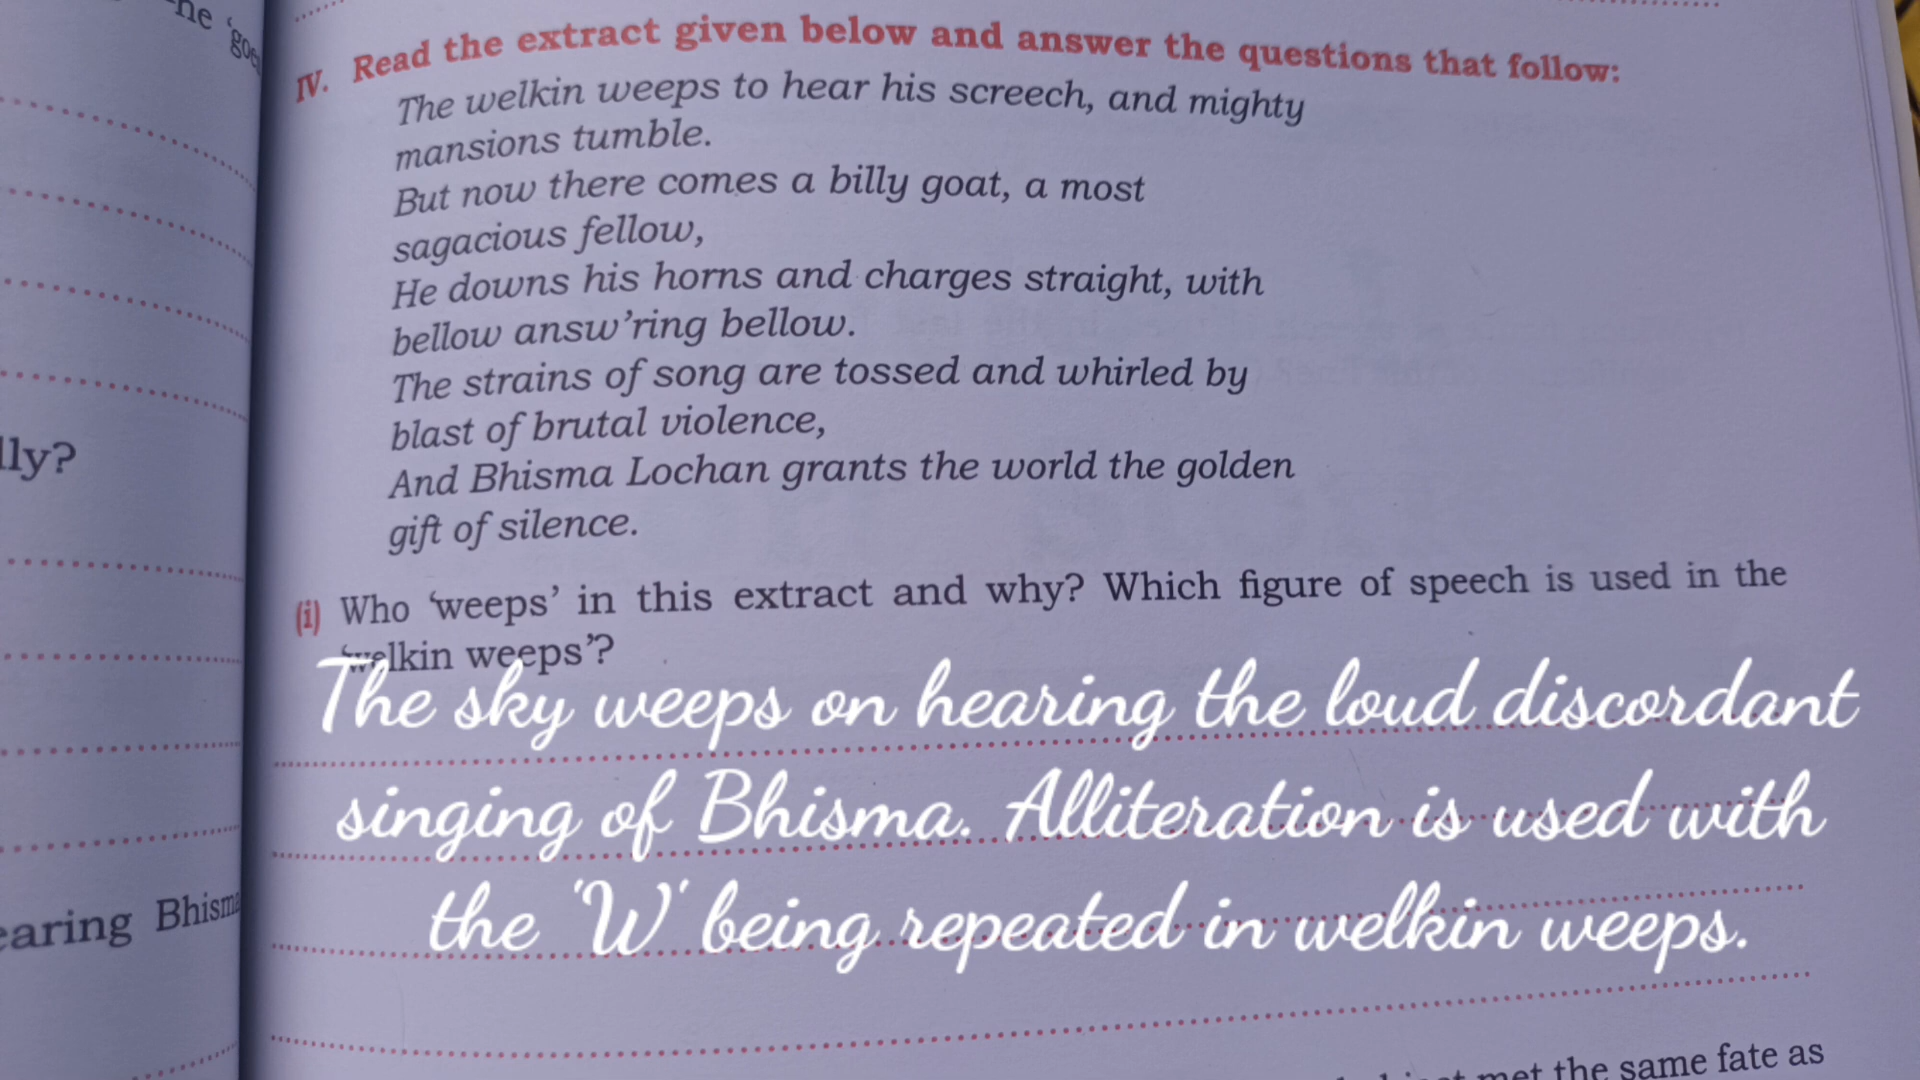 he 'goe
lly?
earing Bhisma
IV. Read the extract given below and answer the questions that follow:
The welkin weeps to hear his screech, and mighty
mansions tumble.
But now there comes a billy goat, a most
sagacious fellow,
He downs his horns and charges straight, with
bellow answ'ring bellow.
The strains of song are tossed and whirled by
blast of brutal violence,
And Bhisma Lochan grants the world the golden
gift of silence.
(i) Who 'weeps' in this extract and why? Which figure of speech is used in the
'welkin weeps'?
The sky weeps on hearing the loud discordant
singing of Bhisma. Alliteration is used with
the 'W' being repeated in welkin weeps.
met the same fate as